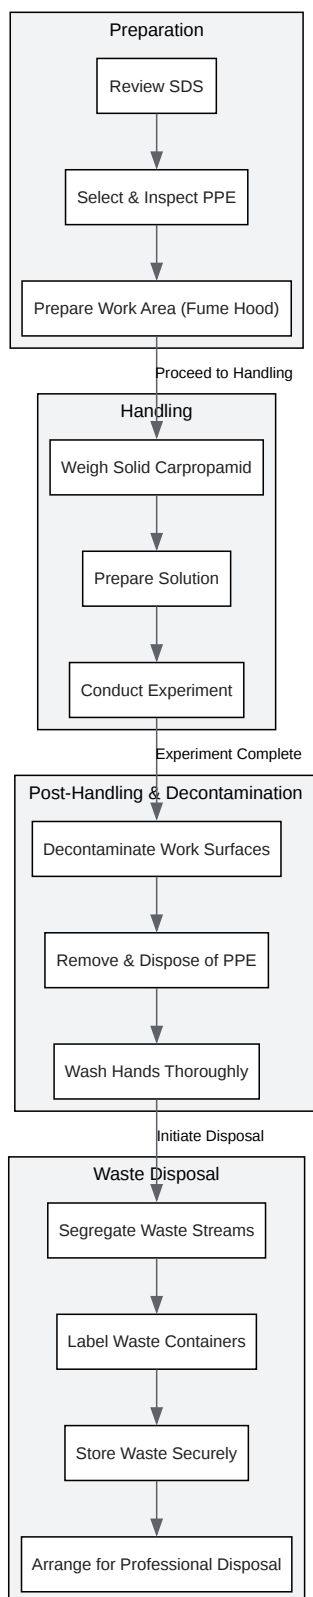 Preparation
Review SDS
Select & Inspect PPE
Prepare Work Area (Fume Hood)
Proceed to Handling
Handling
Weigh Solid Carpropamid
Prepare Solution
Conduct Experiment
Experiment Complete
Post-Handling & Decontamination
Decontaminate Work Surfaces
Remove & Dispose of PPE
Wash Hands Thoroughly
Initiate Disposal
Waste Disposal
Segregate Waste Streams
Label Waste Containers
Store Waste Securely
Arrange for Professional Disposal